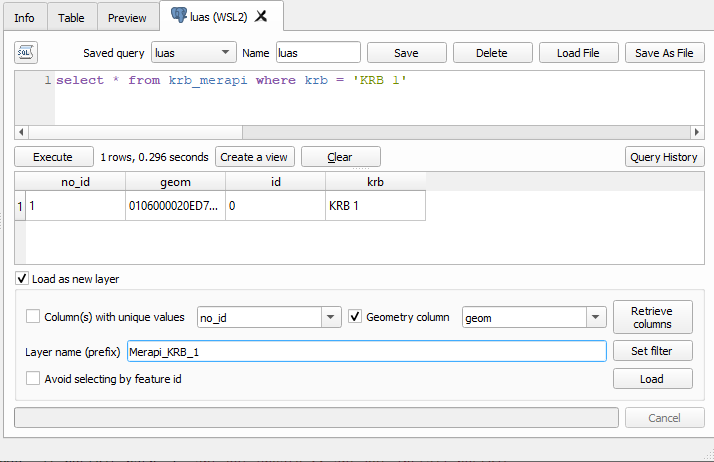 Info Table Preview luas (WSL2)
SQL Saved query luas Name luas Save Delete Load File Save As File
1 select * from krb_merapi where krb = 'KRB 1'
Execute 1 rows, 0.296 seconds Create a view Clear Query History
no_id geom id krb
1 1 0106000020ED7... 0 KRB 1
Load as new layer
Column(s) with unique values no_id Geometry column geom Retrieve columns
Layer name (prefix) Merapi_KRB_1 Set filter
Avoid selecting by feature id Load
Cancel